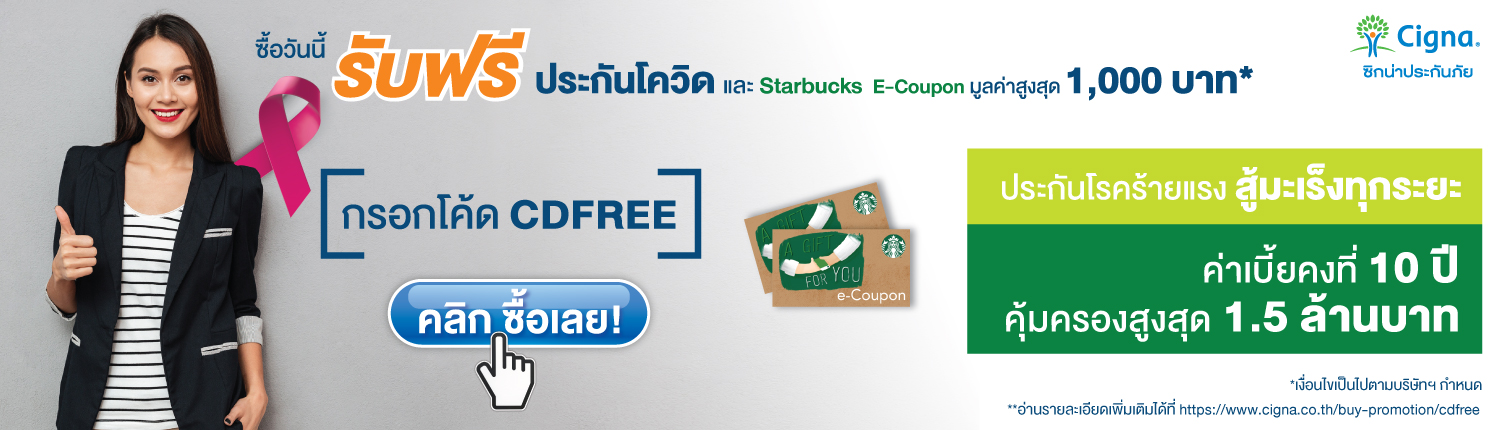 ซื้อวันนี้ รับฟรี ประกันโควิด และ Starbucks E-Coupon มูลค่าสูงสุด 1,000 บาท*
Cigna®
ซิกน่าประกันภัย
กรอกโค้ด CDFREE
คลิก ซื้อเลย!
A GIFT
FOR YOU
e-Coupon
ประกันโรคร้ายแรง สู้มะเร็งทุกระยะ
ค่าเบี้ยคงที่ 10 ปี
คุ้มครองสูงสุด 1.5 ล้านบาท
*เงื่อนไขเป็นไปตามบริษัทฯ กำหนด
**อ่านรายละเอียดเพิ่มเติมได้ที่ https://www.cigna.co.th/buy-promotion/cdfree